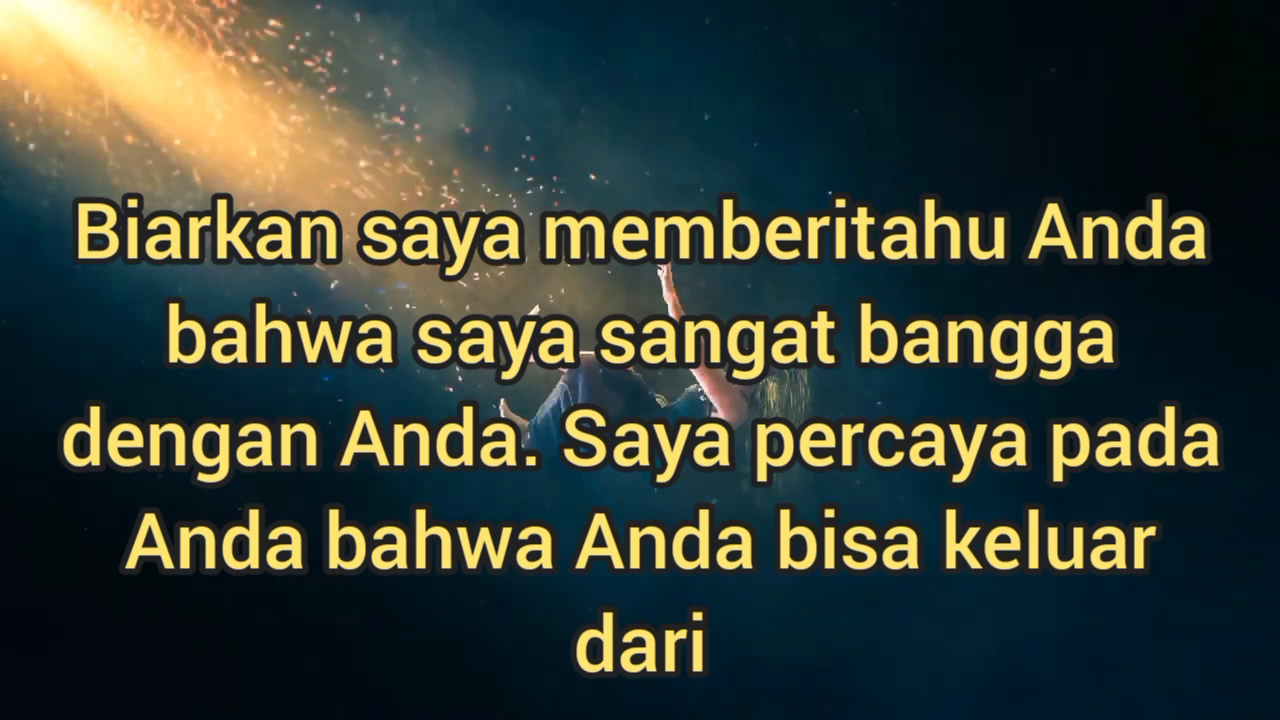 Biarkan saya memberitahu Anda
bahwa saya sangat bangga
dengan Anda. Saya percaya pada
Anda bahwa Anda bisa keluar
dari